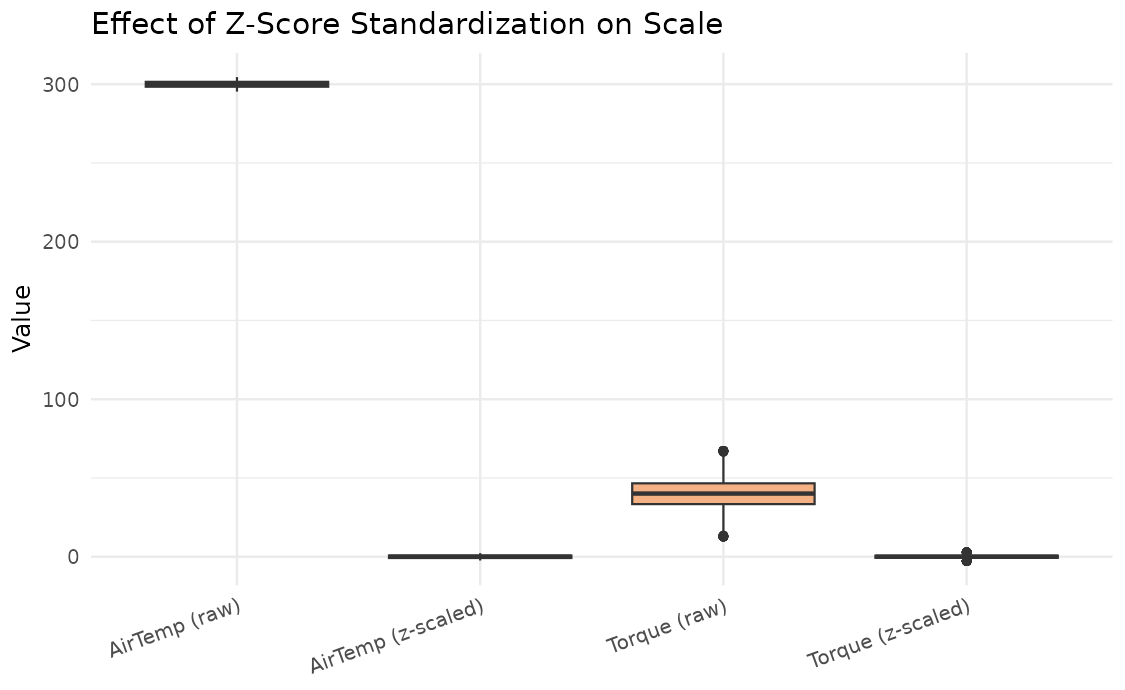 Effect of Z-Score Standardization on Scale
Value
300
200
100
0
AirTemp (raw)
AirTemp (z-scaled)
Torque (raw)
Torque (z-scaled)